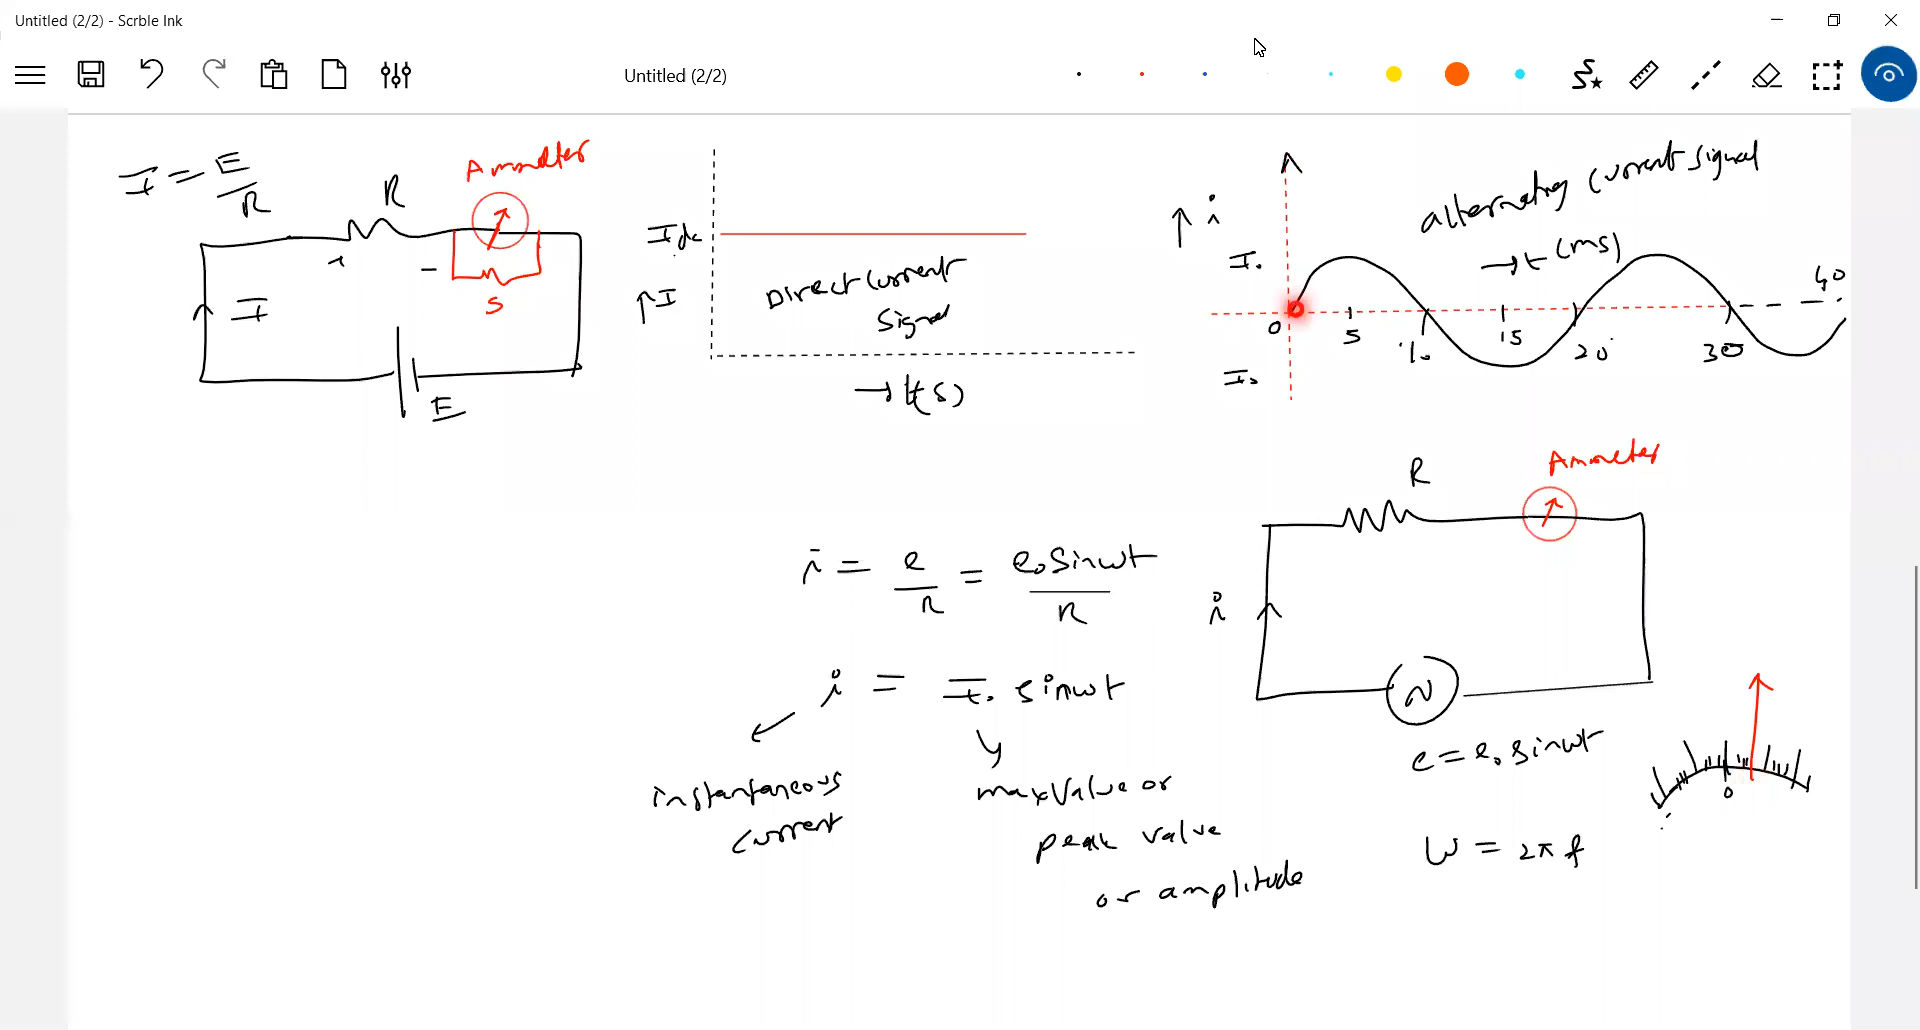 Untitled (2/2) - Scrble Ink
Untitled (2/2)
I = E/R
R
Ammeter
+ -
S
I
E
Idc
↑ I
Direct Current
Signal
→ t(s)
↑ i
alternating current signal
→ t (ms)
I₀
0 5 10 15 20 30 40
I₀
i = e/R = e₀ sinωt/R
i = I₀ sinωt
instantaneous
current
max value or
peak value
or amplitude
R
Ammeter
i
e = e₀ sinωt
0
ω = 2π f